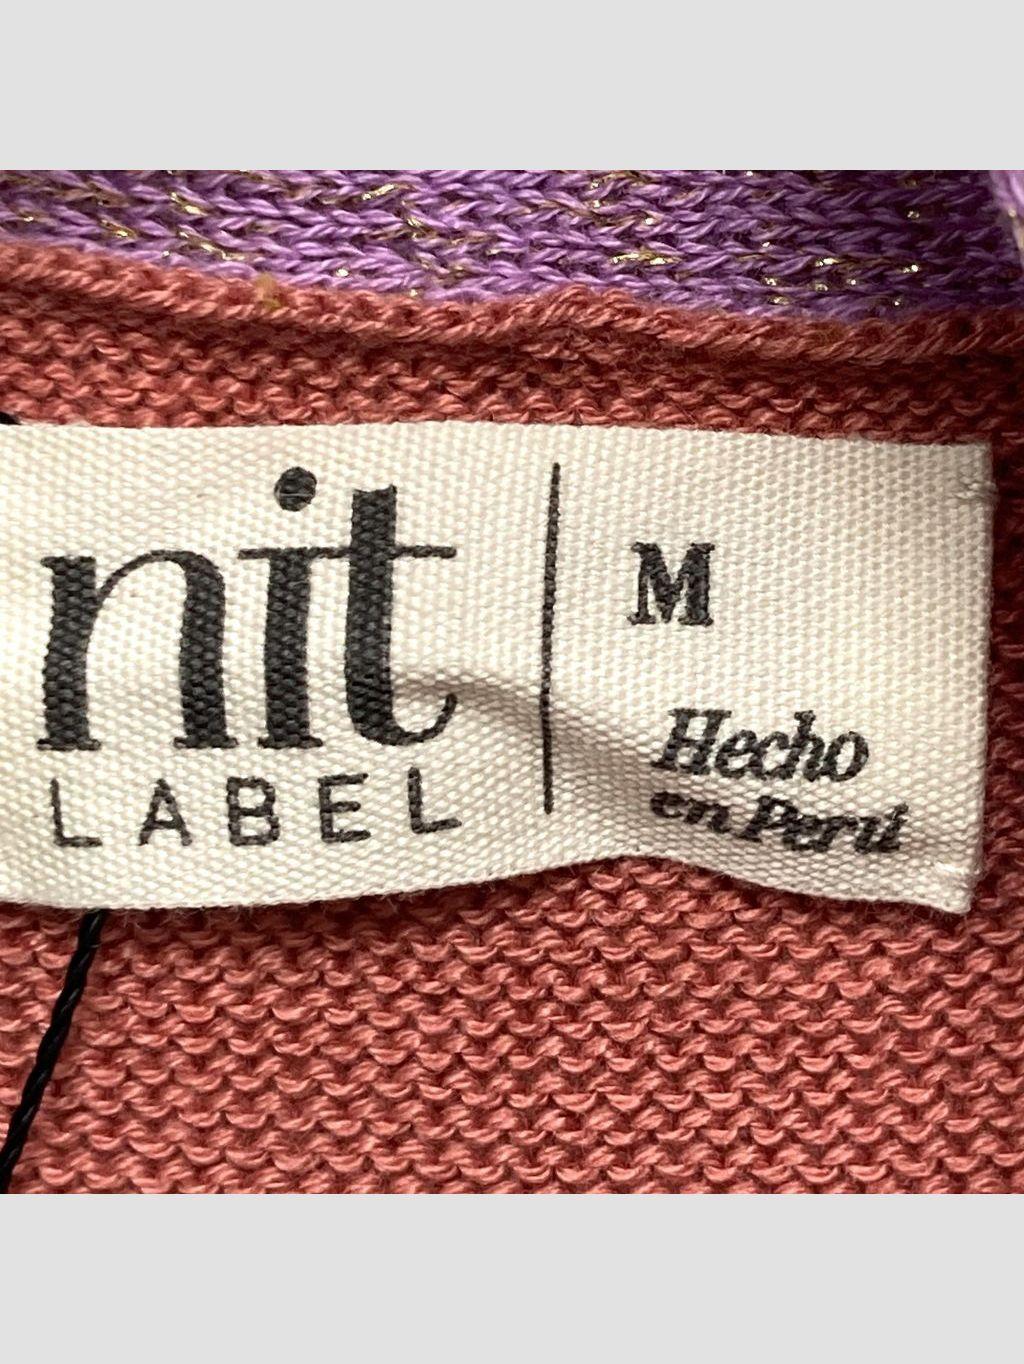 nit
LABEL
M
Hecho
en Perú